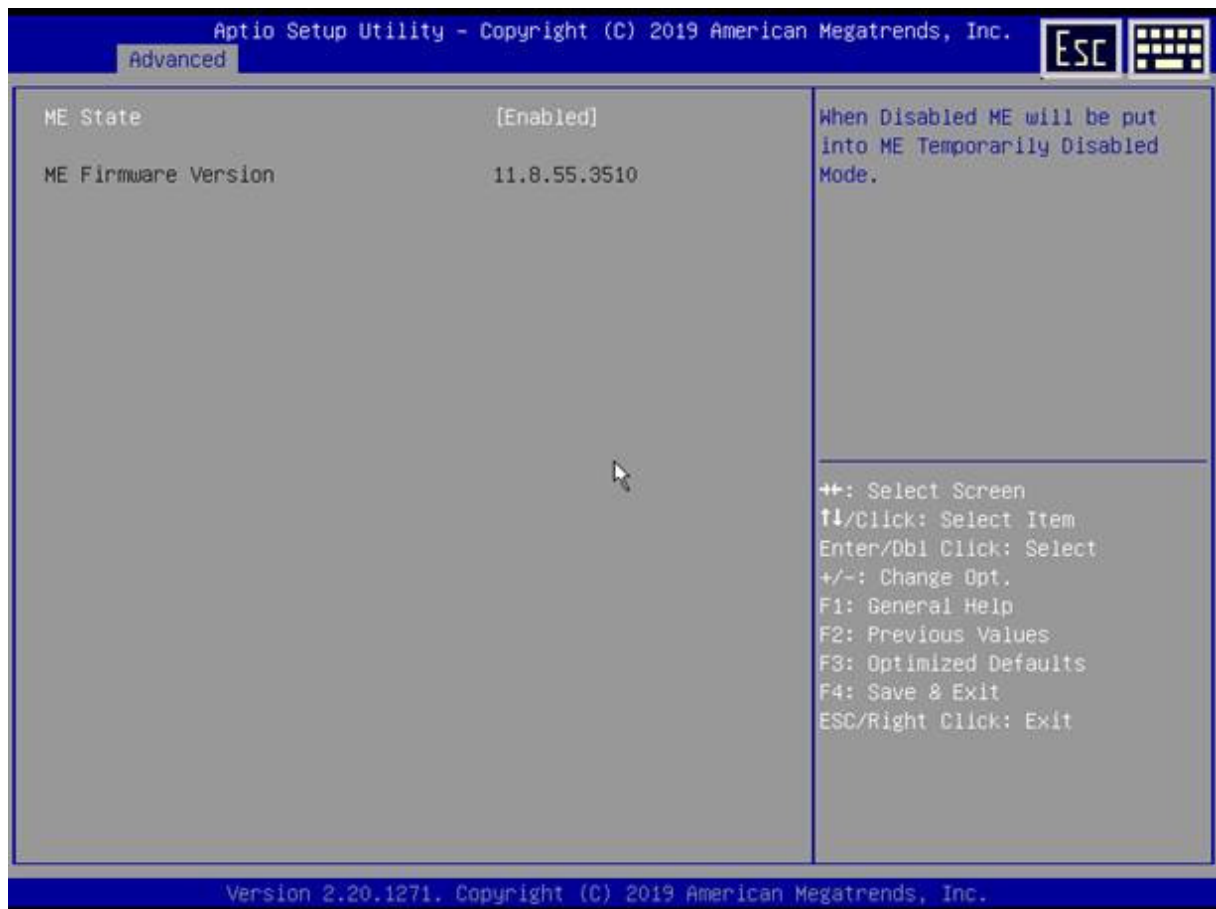 Aptio Setup Utility – Copyright (C) 2019 American Megatrends, Inc.
Esc
Advanced
ME State [Enabled]
ME Firmware Version 11.8.55.3510
When Disabled ME will be put
into ME Temporarily Disabled
Mode.
→←: Select Screen
↑↓/Click: Select Item
Enter/Dbl Click: Select
+/-: Change Opt.
F1: General Help
F2: Previous Values
F3: Optimized Defaults
F4: Save & Exit
ESC/Right Click: Exit
Version 2.20.1271. Copyright (C) 2019 American Megatrends, Inc.